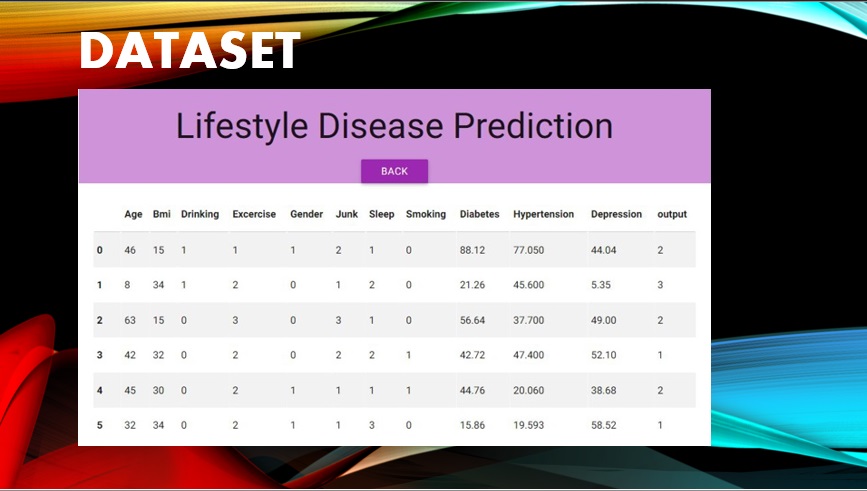 DATASET
Lifestyle Disease Prediction
BACK
Age Bmi Drinking Excercise Gender Junk Sleep Smoking Diabetes Hypertension Depression output
0 46 15 1 1 1 2 1 0 88.12 77.050 44.04 2
1 8 34 1 2 0 1 2 0 21.26 45.600 5.35 3
2 63 15 0 3 0 3 1 0 56.64 37.700 49.00 2
3 42 32 0 2 0 2 2 1 42.72 47.400 52.10 1
4 45 30 0 2 1 1 1 1 44.76 20.060 38.68 2
5 32 34 0 2 1 1 3 0 15.86 19.593 58.52 1